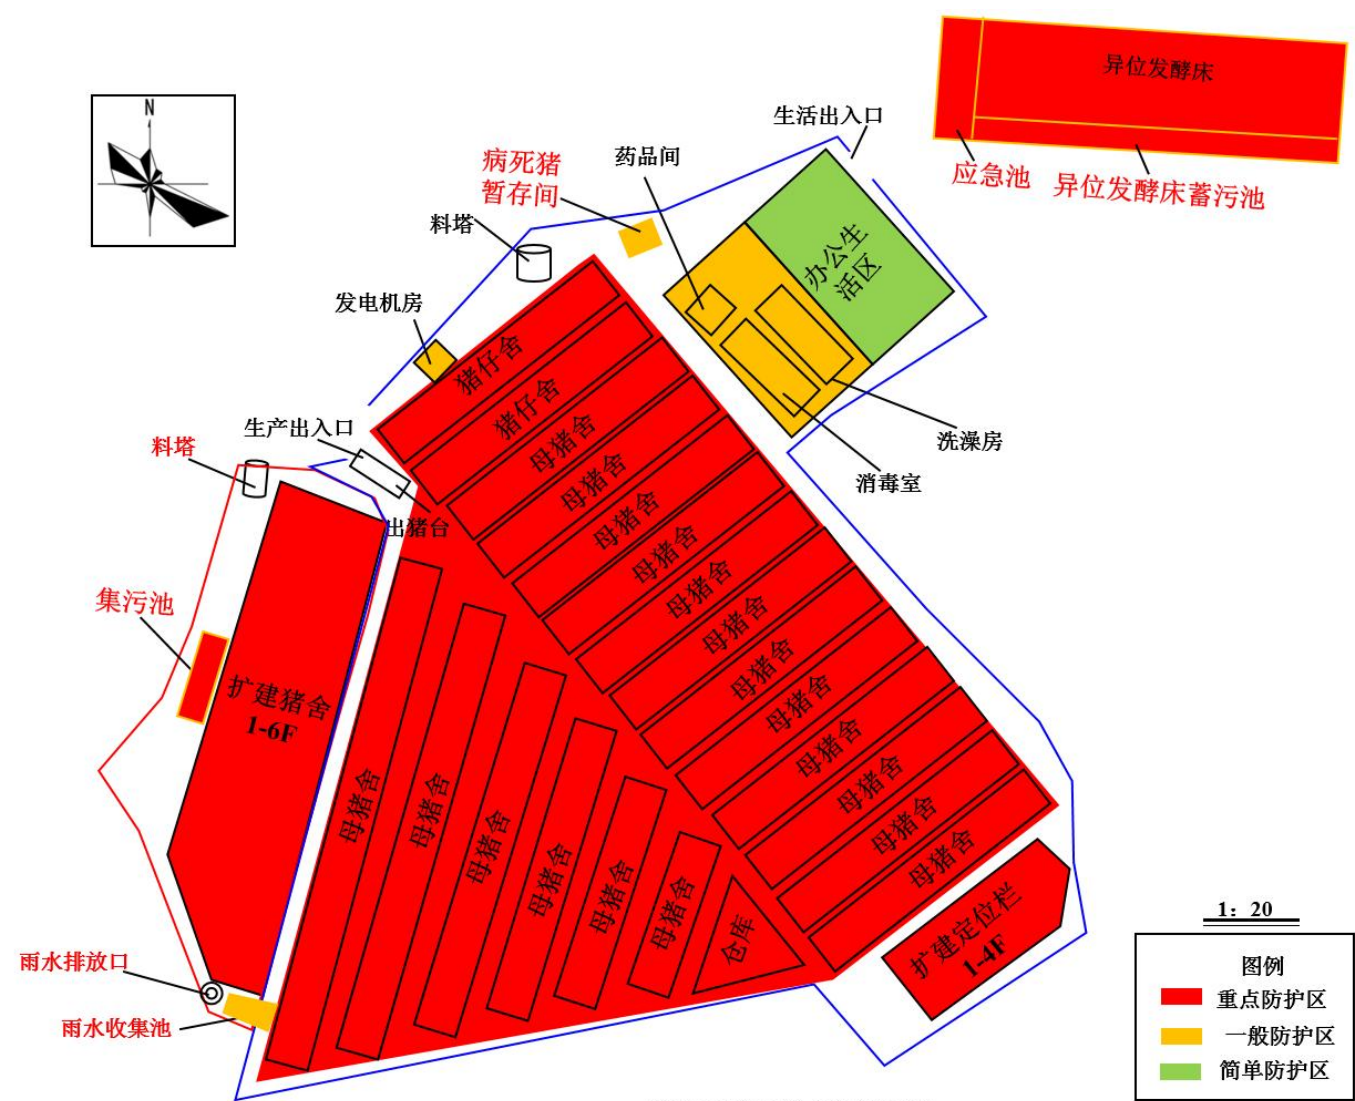 N
生活出入口
异位发酵床
应急池
异位发酵床蓄污池
病死猪
暂存间
药品间
料塔
办公生
活区
发电机房
猪仔舍
猪仔舍
洗澡房
消毒室
生产出入口
料塔
出猪台
母猪舍
母猪舍
母猪舍
母猪舍
母猪舍
母猪舍
母猪舍
母猪舍
母猪舍
母猪舍
母猪舍
母猪舍
集污池
扩建猪舍
1-6F
母猪舍
母猪舍
母猪舍
母猪舍
母猪舍
母猪舍
仓库
扩建定位栏
1-4F
雨水排放口
雨水收集池
1：20
图例
重点防护区
一般防护区
简单防护区